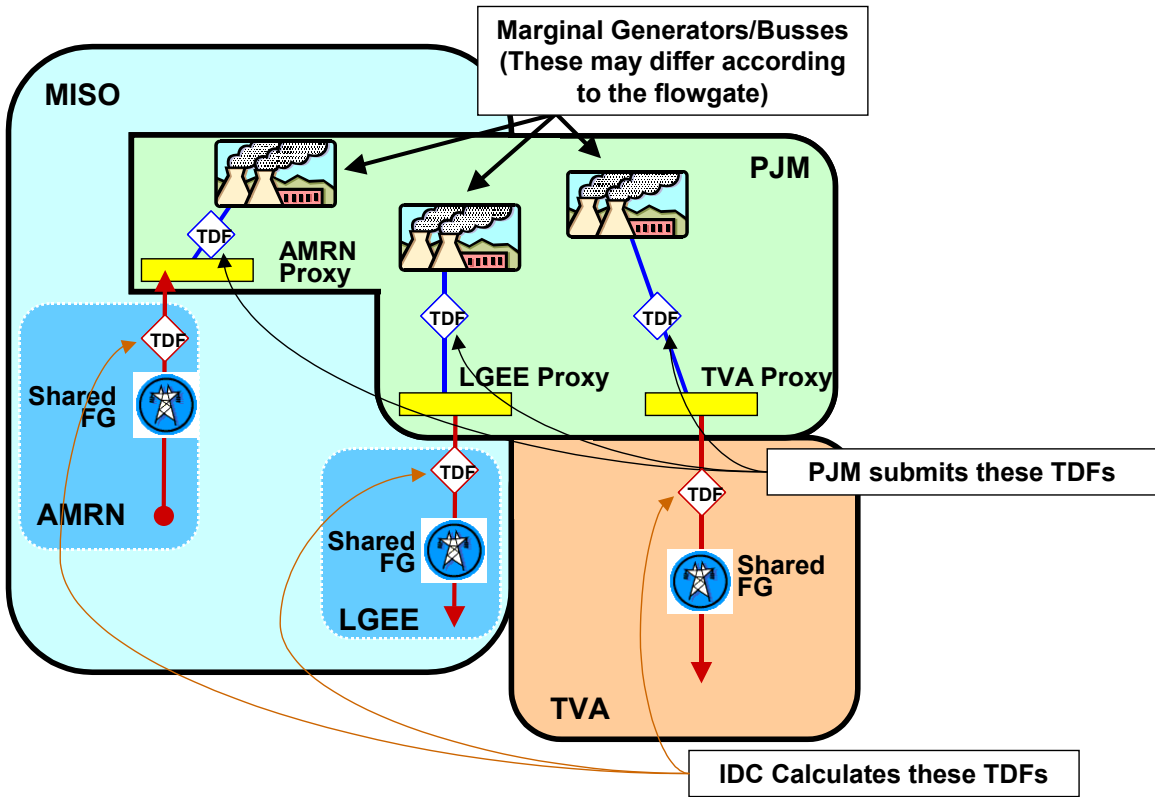 Marginal Generators/Busses
(These may differ according
to the flowgate)
MISO
PJM
TDF
AMRN
Proxy
TDF
TDF
TDF
LGEE Proxy
TVA Proxy
Shared
FG
TDF
TDF
PJM submits these TDFs
AMRN
Shared
FG
Shared
FG
LGEE
TVA
IDC Calculates these TDFs